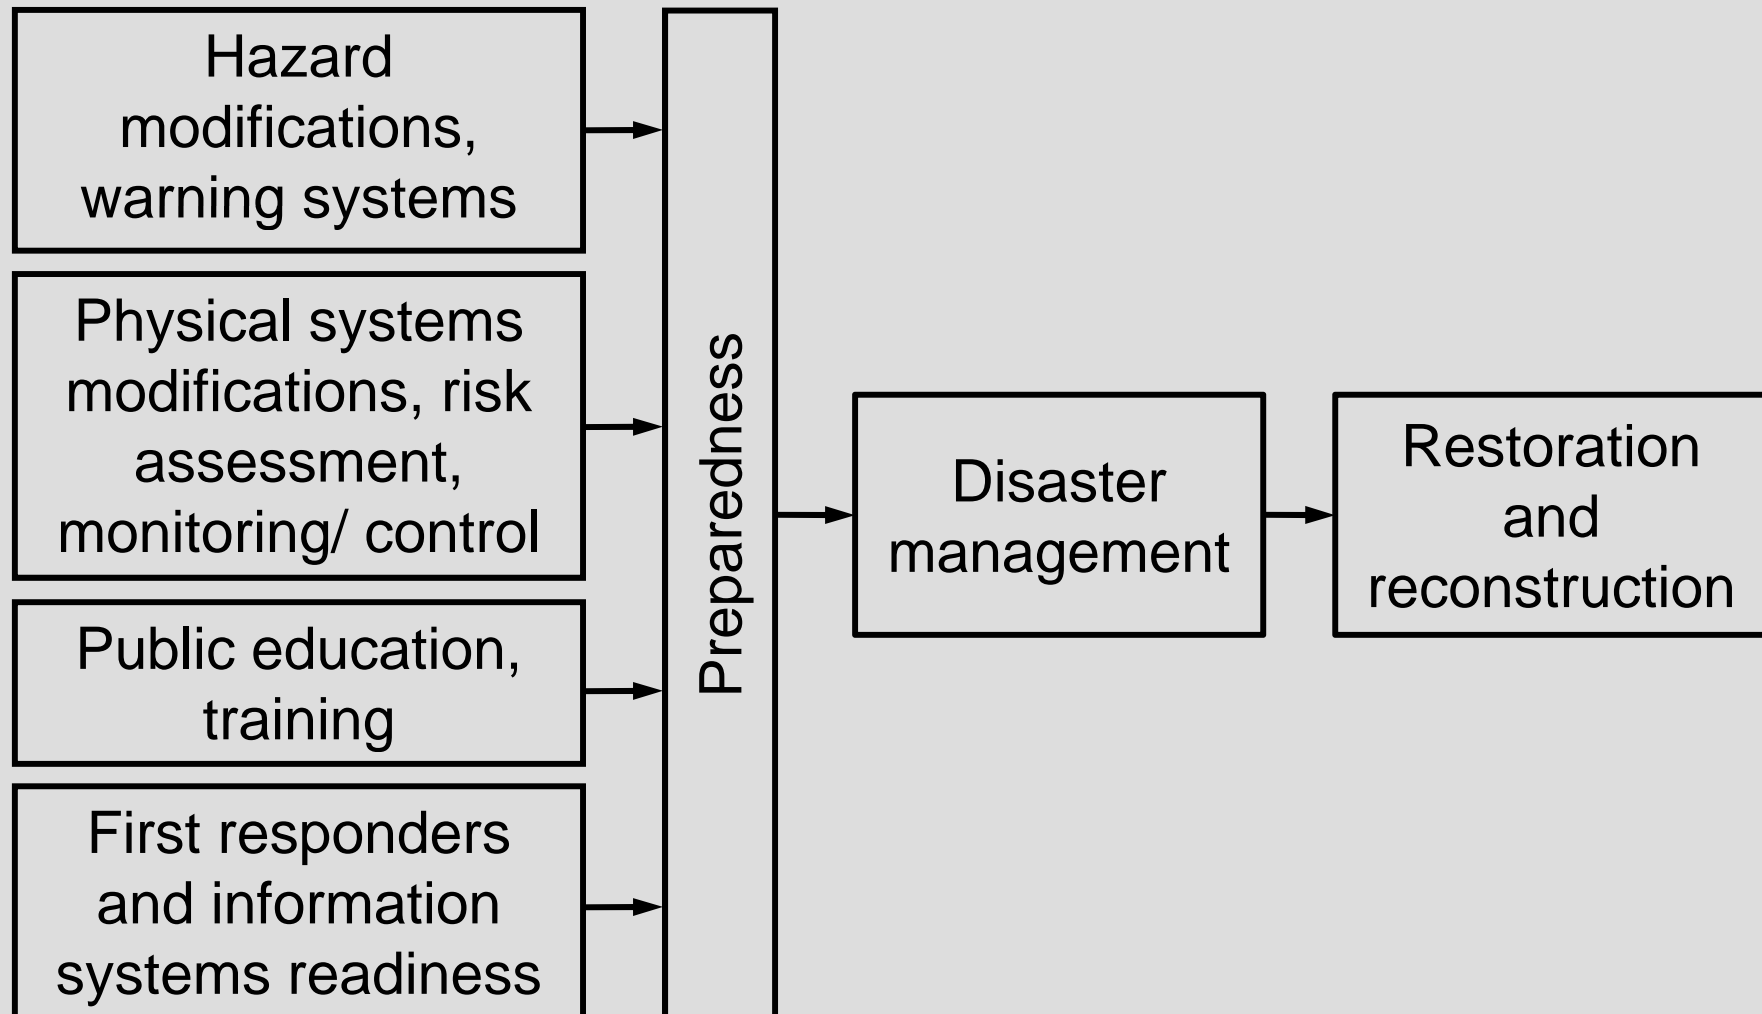 Hazard
modifications,
warning systems
Physical systems
modifications, risk
assessment,
monitoring/ control
Public education,
training
First responders
and information
systems readiness
Preparedness
Disaster
management
Restoration
and
reconstruction